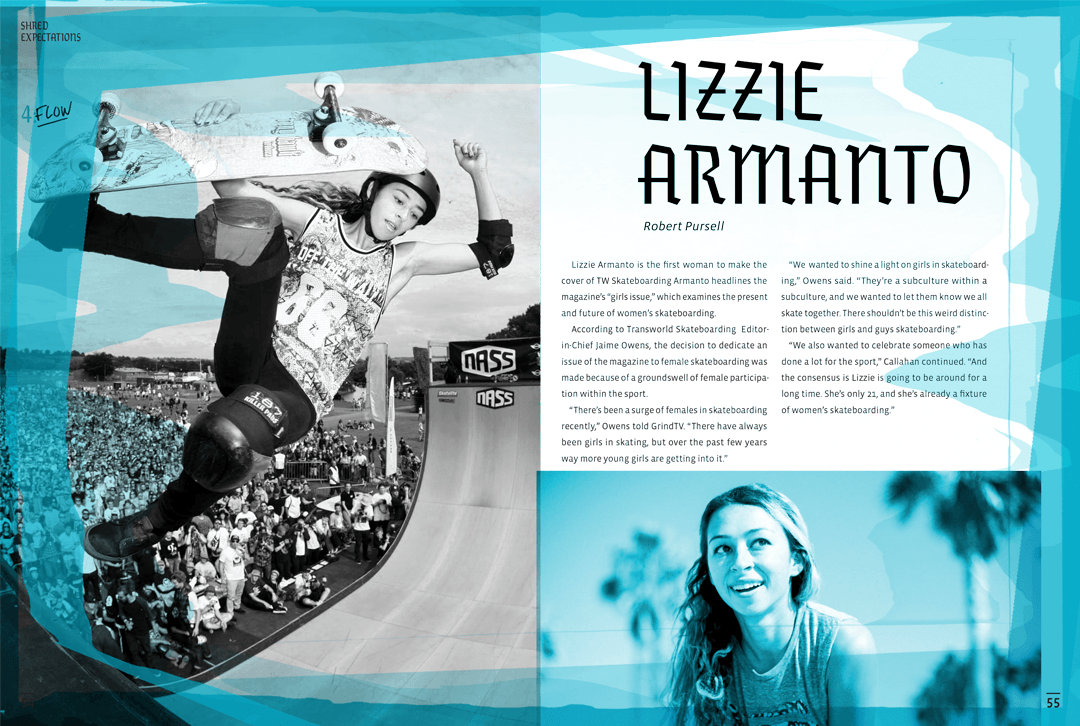 SHRED
EXPECTATIONS
4 FLOW
LIZZIE
ARMANTO
Robert Pursell
Lizzie Armanto is the first woman to make the
cover of TW Skateboarding Armanto headlines the
magazine's “girls issue,” which examines the present
and future of women's skateboarding.
According to Transworld Skateboarding Editor-
in-Chief Jaime Owens, the decision to dedicate an
issue of the magazine to female skateboarding was
made because of a groundswell of female participa-
tion within the sport.
“There's been a surge of females in skateboarding
recently,” Owens told GrindTV. “There have always
been girls in skating, but over the past few years
way more young girls are getting into it.”
“We wanted to shine a light on girls in skateboard-
ing,” Owens said. “They're a subculture within a
subculture, and we wanted to let them know we all
skate together. There shouldn't be this weird distinc-
tion between girls and guys skateboarding.”
“We also wanted to celebrate someone who has
done a lot for the sport,” Callahan continued. “And
the consensus is Lizzie is going to be around for a
long time. She's only 21, and she's already a fixture
of women's skateboarding.”
NASS
NASS
KILLER PADS
187
55